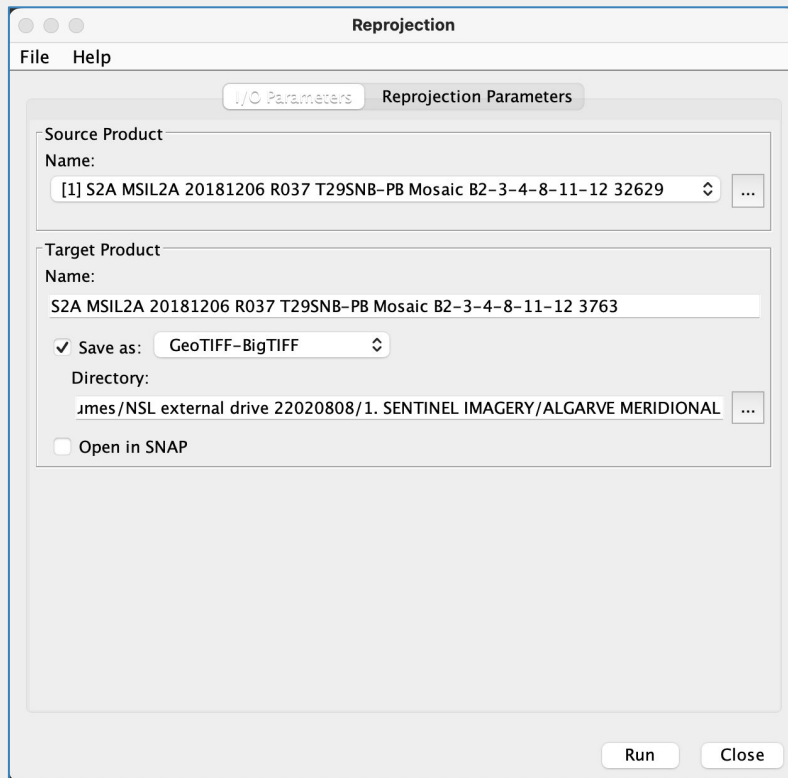 Reprojection
File Help
I/O Parameters Reprojection Parameters
Source Product
Name:
[1] S2A MSIL2A 20181206 R037 T29SNB-PB Mosaic B2-3-4-8-11-12 32629 ...
Target Product
Name:
S2A MSIL2A 20181206 R037 T29SNB-PB Mosaic B2-3-4-8-11-12 3763
Save as: GeoTIFF-BigTIFF
Directory:
umes/NSL external drive 22020808/1. SENTINEL IMAGERY/ALGARVE MERIDIONAL ...
Open in SNAP
Run Close